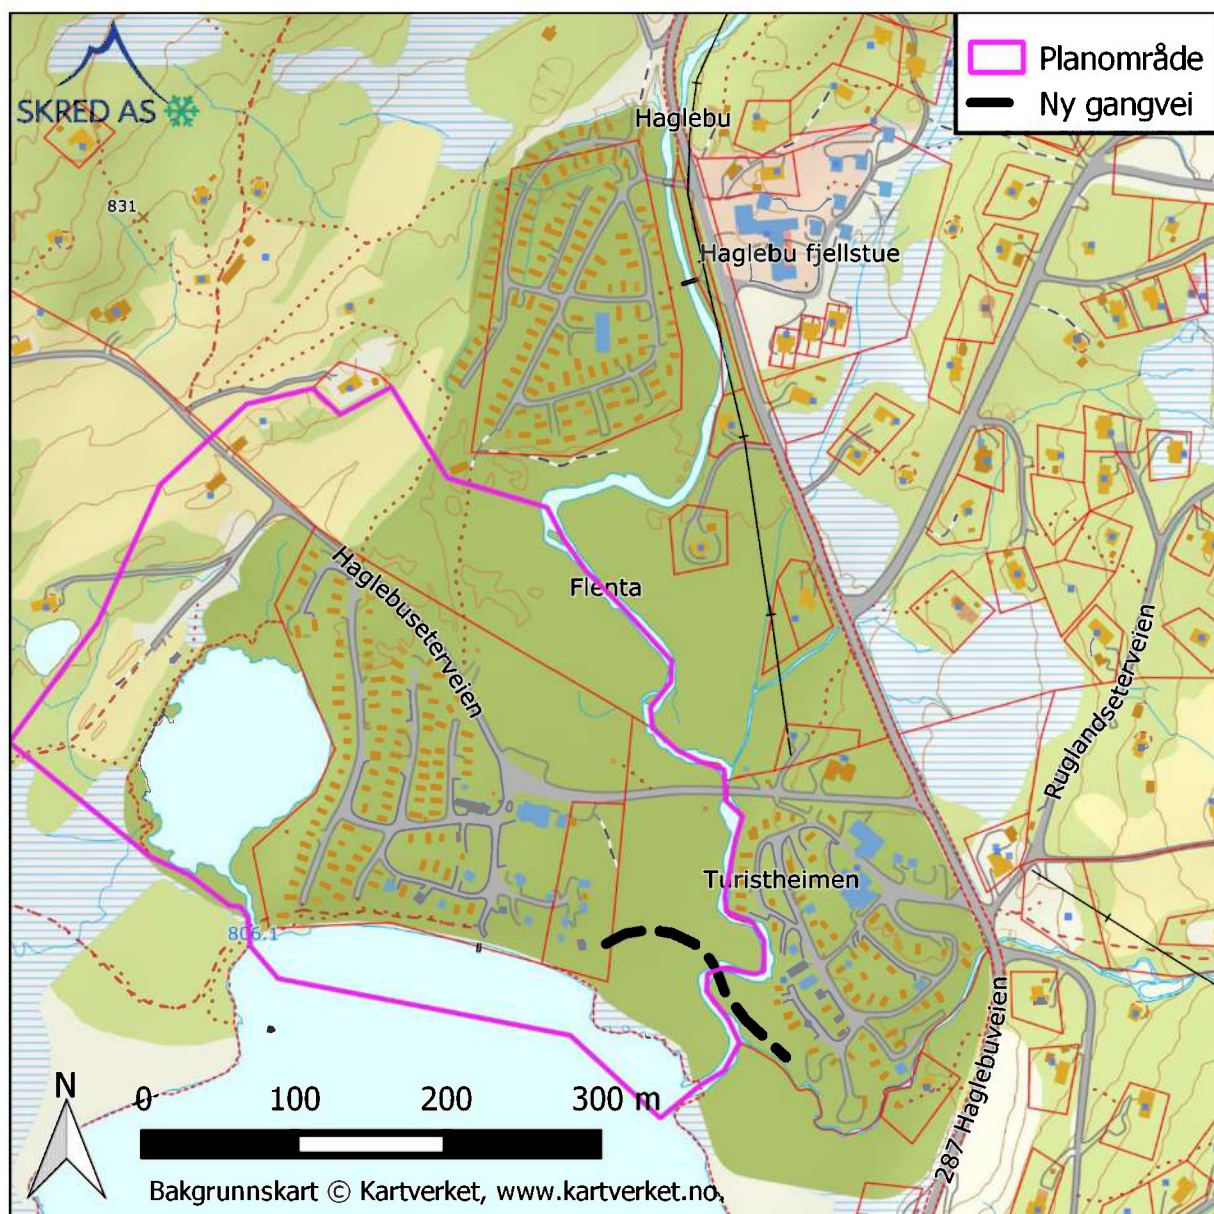 Planområde
Ny gangvei
SKRED AS
Haglebu
831
Haglebu fjellstue
Haglebuseterveien
Flenta
Ruglandseterveien
Turistheimen
806.1
287 Haglebuveien
N
0 100 200 300 m
Bakgrunnskart © Kartverket, www.kartverket.no,